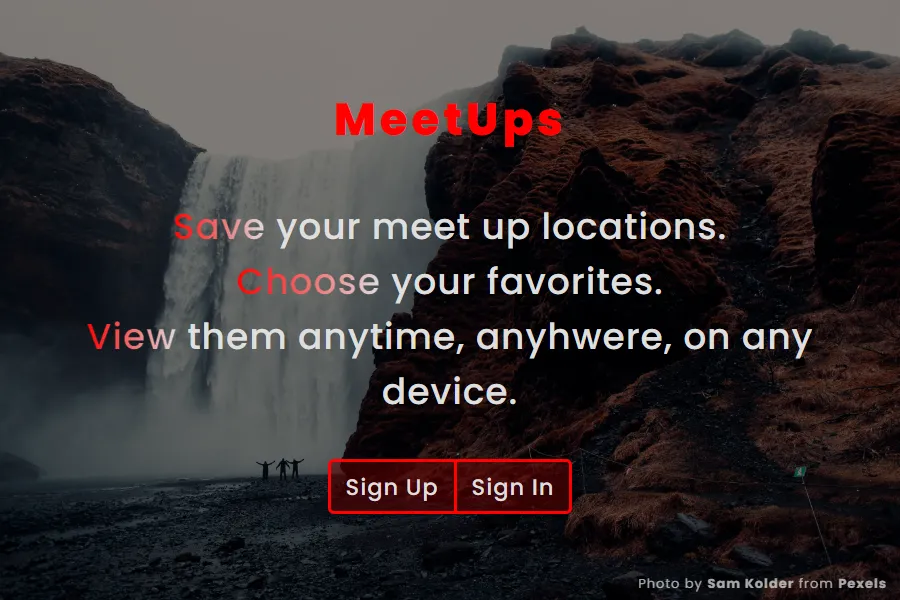 MeetUps
Save your meet up locations.
Choose your favorites.
View them anytime, anyhwere, on any
device.
Sign Up Sign In
Photo by Sam Kolder from Pexels